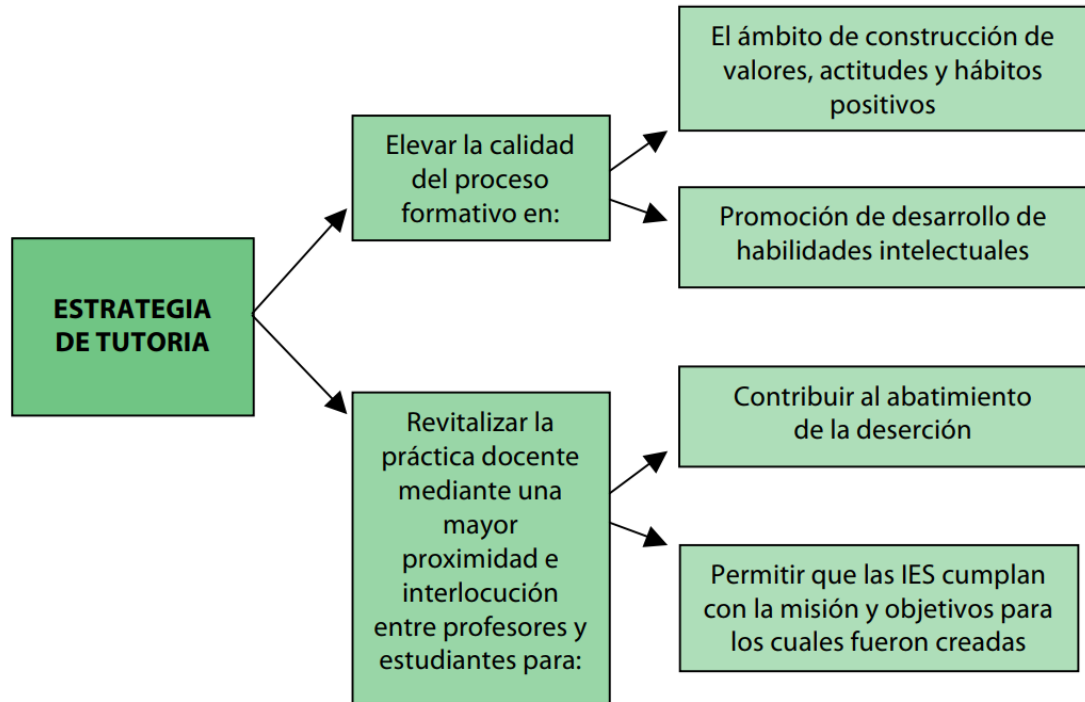 ESTRATEGIA
DE TUTORIA
Elevar la calidad
del proceso
formativo en:
El ámbito de construcción de
valores, actitudes y hábitos
positivos
Promoción de desarrollo de
habilidades intelectuales
Revitalizar la
práctica docente
mediante una
mayor
proximidad e
interlocución
entre profesores y
estudiantes para:
Contribuir al abatimiento
de la deserción
Permitir que las IES cumplan
con la misión y objetivos para
los cuales fueron creadas